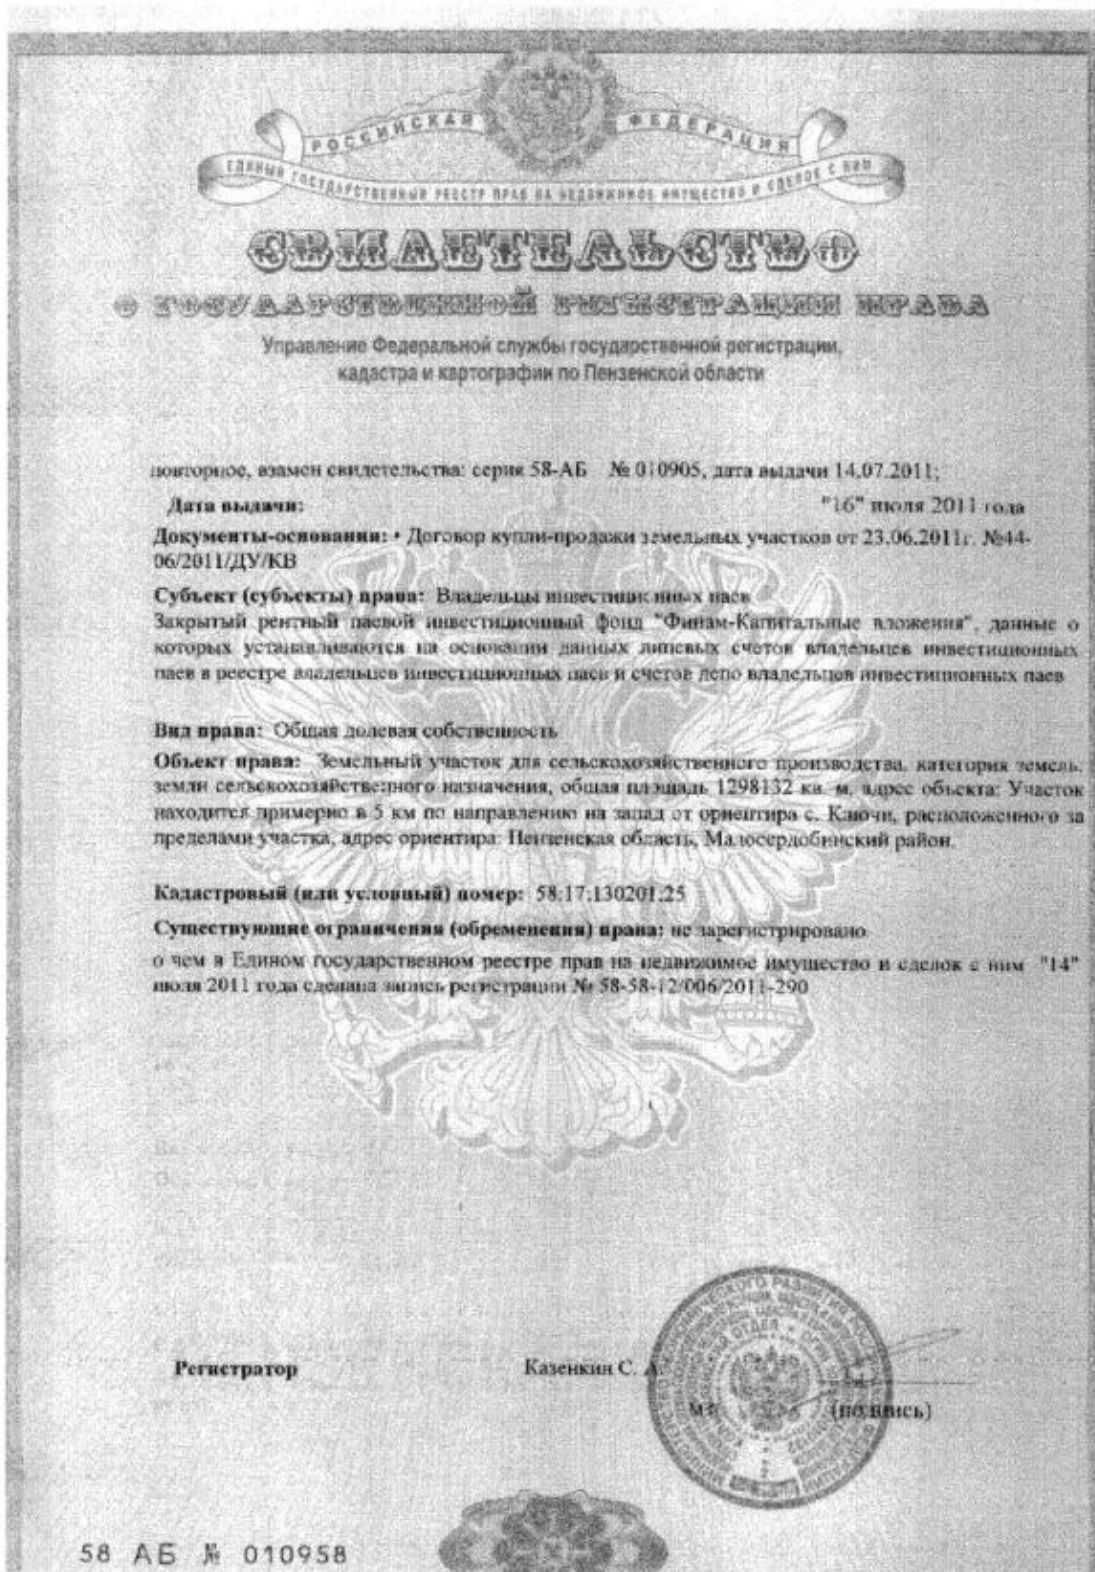 РОССИЙСКАЯ ФЕДЕРАЦИЯ
ЕДИНЫЙ ГОСУДАРСТВЕННЫЙ РЕЕСТР ПРАВ НА НЕДВИЖИМОЕ ИМУЩЕСТВО И СДЕЛОК С НИМ
СВИДЕТЕЛЬСТВО
О ГОСУДАРСТВЕННОЙ РЕГИСТРАЦИИ ПРАВА
Управление Федеральной службы государственной регистрации,
кадастра и картографии по Пензенской области
повторное, взамен свидетельства: серия 58-АБ № 010905, дата выдачи 14.07.2011;
Дата выдачи: "16" июля 2011 года
Документы-основания: • Договор купли-продажи земельных участков от 23.06.2011г. №44-
06/2011/ДУ/КВ
Субъект (субъекты) права: Владельцы инвестиционных паев
Закрытый рентный паевой инвестиционный фонд "Финам-Капитальные вложения", данные о
которых устанавливаются на основании данных лицевых счетов владельцев инвестиционных
паев в реестре владельцев инвестиционных паев и счетов депо владельцев инвестиционных паев
Вид права: Общая долевая собственность
Объект права: Земельный участок для сельскохозяйственного производства, категория земель:
земли сельскохозяйственного назначения, общая площадь 1298132 кв. м, адрес объекта: Участок
находится примерно в 5 км по направлению на запад от ориентира с. Ключи, расположенного за
пределами участка, адрес ориентира: Пензенская область, Малосердобинский район.
Кадастровый (или условный) номер: 58:17:130201:25
Существующие ограничения (обременения) права: не зарегистрировано
о чем в Едином государственном реестре прав на недвижимое имущество и сделок с ним "14"
июля 2011 года сделана запись регистрации № 58-58-12/006/2011-290
Регистратор Казенкин С. А.
(подпись)
58 АБ № 010958